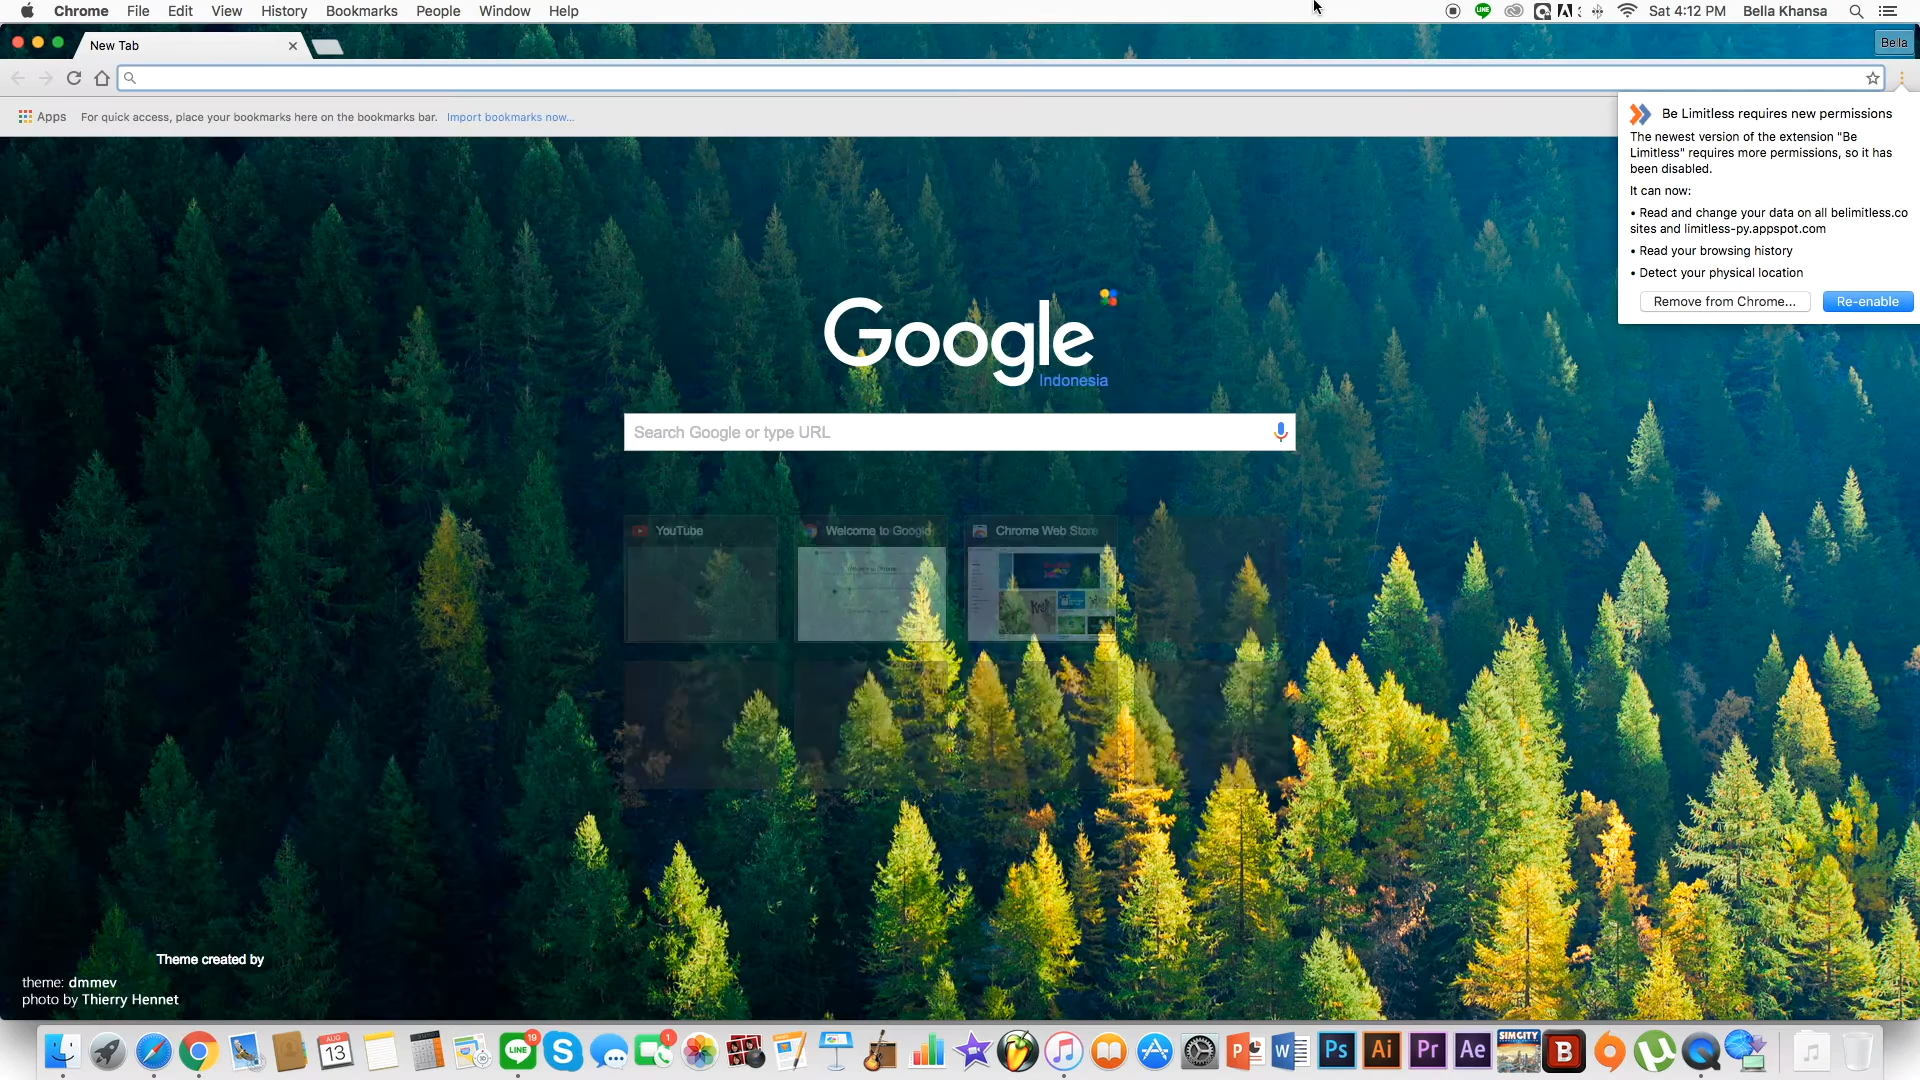 Chrome File Edit View History Bookmarks People Window Help
Sat 4:12 PM Bella Khansa
New Tab
Bella
Apps For quick access, place your bookmarks here on the bookmarks bar. Import bookmarks now...
Be Limitless requires new permissions
The newest version of the extension "Be
Limitless" requires more permissions, so it has
been disabled.
It can now:
• Read and change your data on all belimitless.co
sites and limitless-py.appspot.com
• Read your browsing history
• Detect your physical location
Remove from Chrome... Re-enable
Google
Indonesia
Search Google or type URL
YouTube Welcome to Google Chrome Web Store
Theme created by
theme: dmmev
photo by Thierry Hennet
AUG
13
LINE
19
1
SIMCITY
Ps Ai Pr Ae B
P W